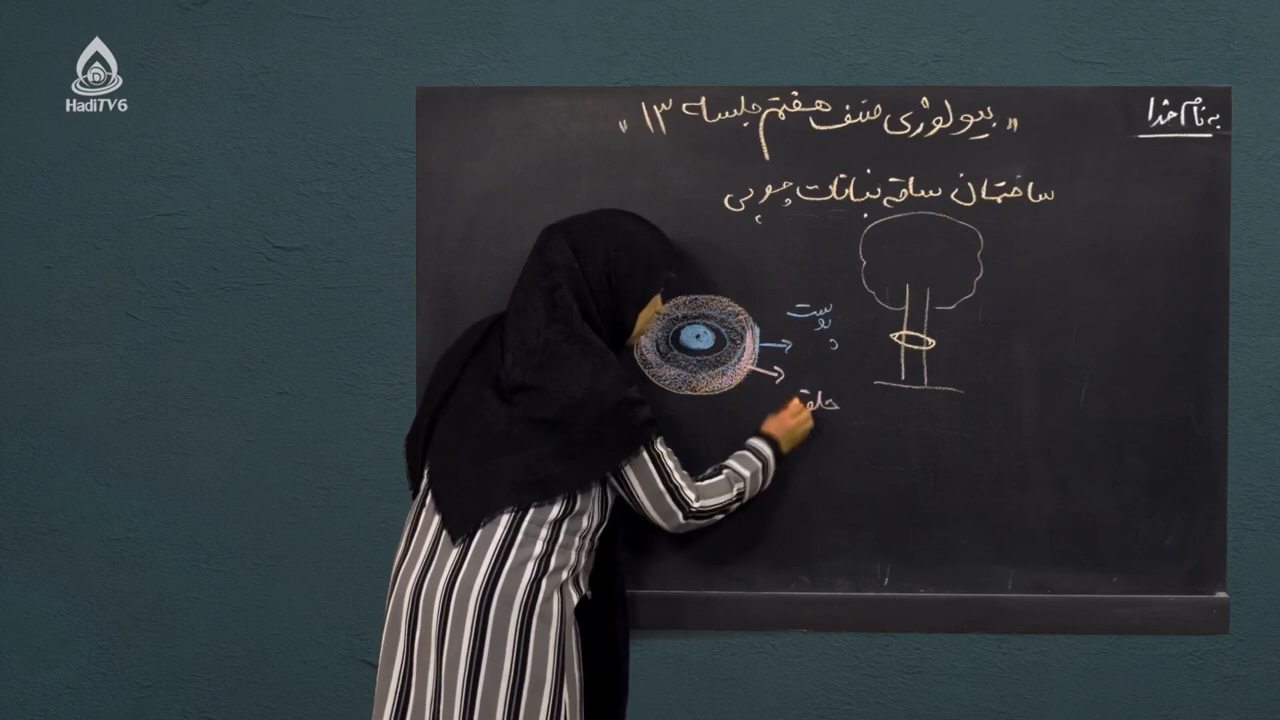 به نام خدا
"بیولوژی صنف هفتم جلسه ۱۳"
ساختمان ساقه نباتات چوبی
پوست
حلقه
HadiTV6